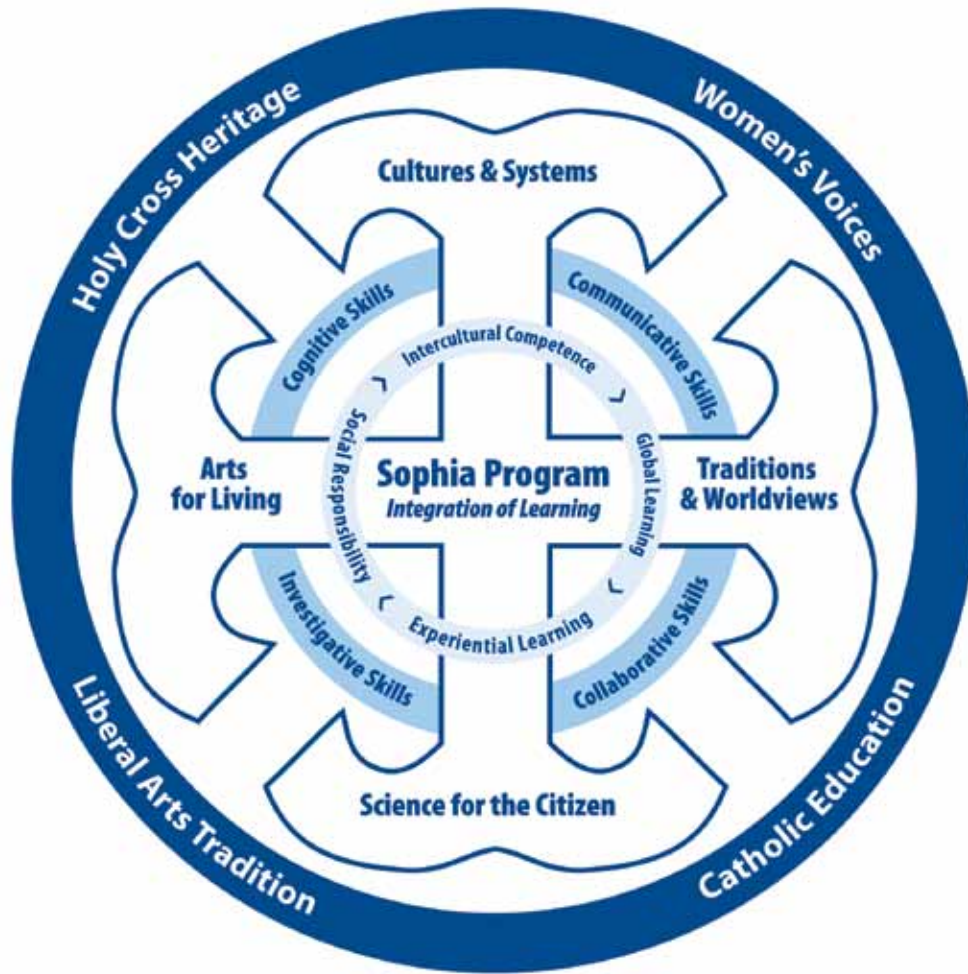 Holy Cross Heritage
Women's Voices
Cultures & Systems
Cognitive Skills
Communicative Skills
Intercultural Competence
Social Responsibility
Global Learning
Arts
for Living
Sophia Program
Integration of Learning
Traditions
& Worldviews
Experiential Learning
Investigative Skills
Collaborative Skills
Science for the Citizen
Liberal Arts Tradition
Catholic Education